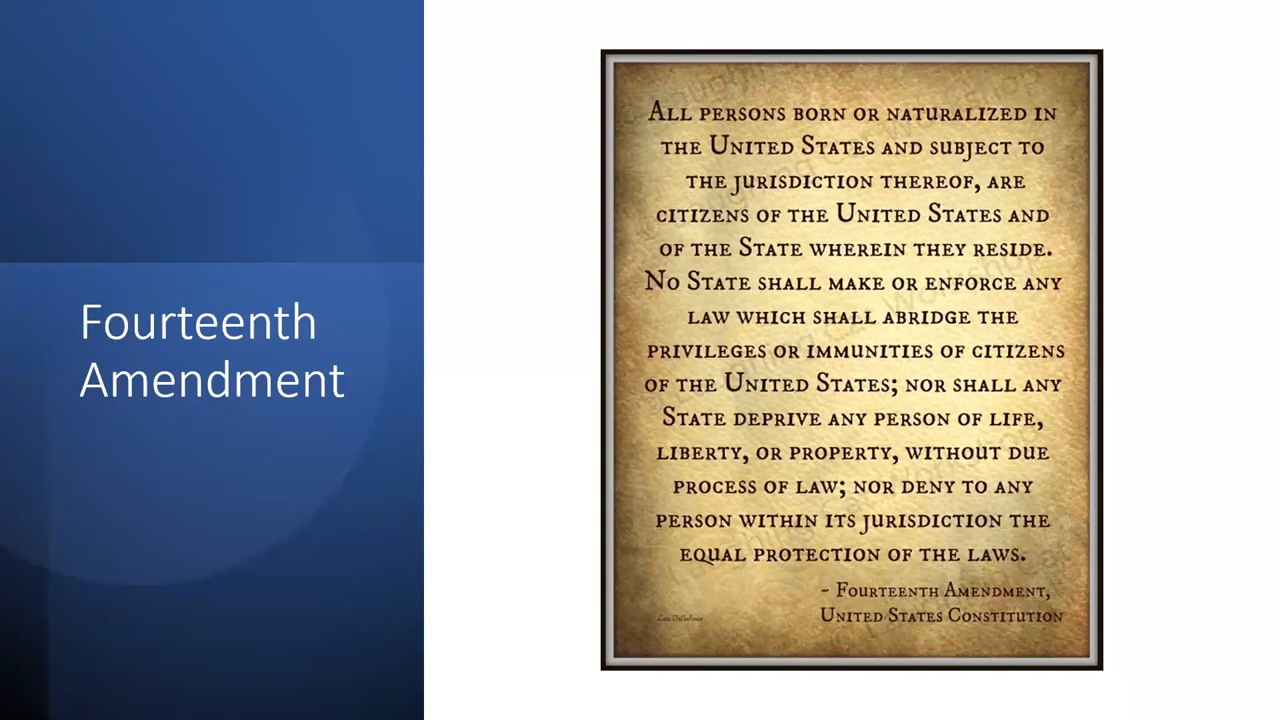 Fourteenth
Amendment
All persons born or naturalized in
the United States and subject to
the jurisdiction thereof, are
citizens of the United States and
of the State wherein they reside.
No State shall make or enforce any
law which shall abridge the
privileges or immunities of citizens
of the United States; nor shall any
State deprive any person of life,
liberty, or property, without due
process of law; nor deny to any
person within its jurisdiction the
equal protection of the laws.
~ Fourteenth Amendment,
United States Constitution